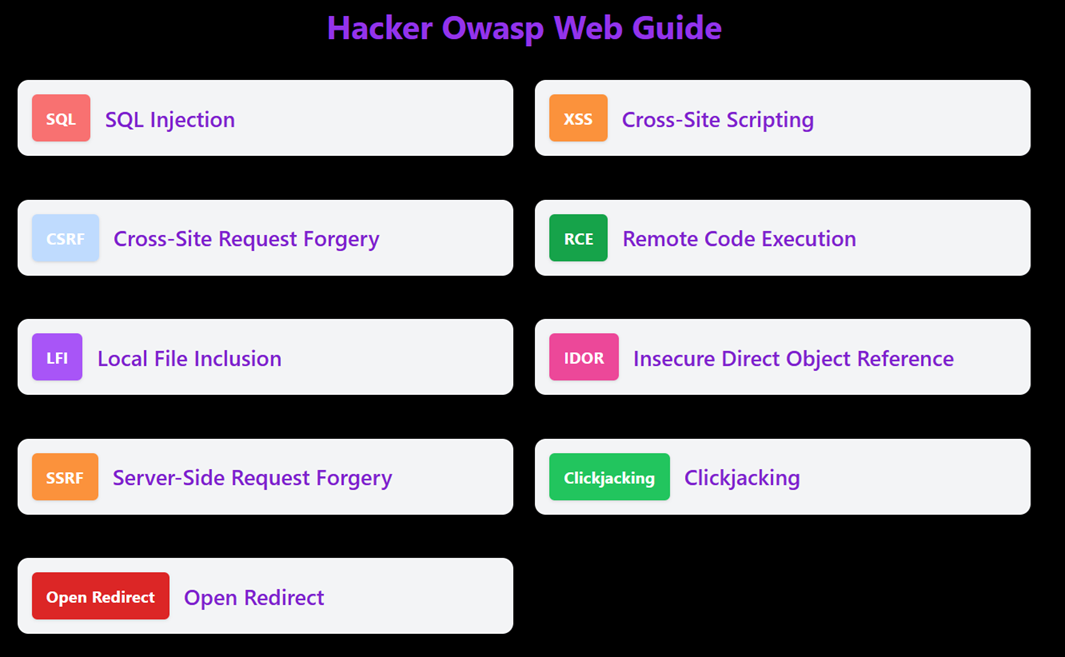 Hacker Owasp Web Guide
SQL SQL Injection
XSS Cross-Site Scripting
CSRF Cross-Site Request Forgery
RCE Remote Code Execution
LFI Local File Inclusion
IDOR Insecure Direct Object Reference
SSRF Server-Side Request Forgery
Clickjacking Clickjacking
Open Redirect Open Redirect